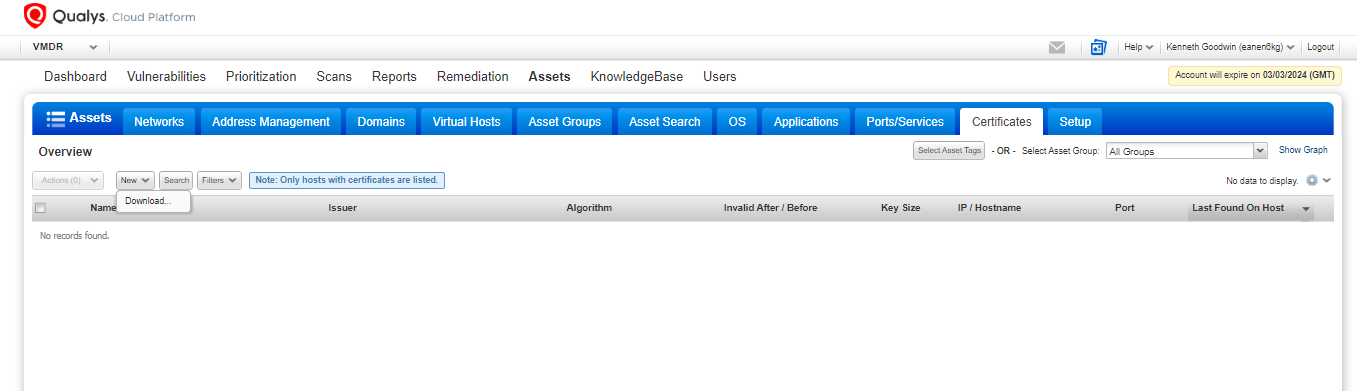 Qualys. Cloud Platform
VMDR Help Kenneth Goodwin (eanen6kg) Logout
Dashboard Vulnerabilities Prioritization Scans Reports Remediation Assets KnowledgeBase Users Account will expire on 03/03/2024 (GMT)
Assets Networks Address Management Domains Virtual Hosts Asset Groups Asset Search OS Applications Ports/Services Certificates Setup
Overview Select Asset Tags - OR - Select Asset Group: All Groups Show Graph
Actions (0) New Search Filters Note: Only hosts with certificates are listed. No data to display.
Download...
Name Issuer Algorithm Invalid After / Before Key Size IP / Hostname Port Last Found On Host
No records found.